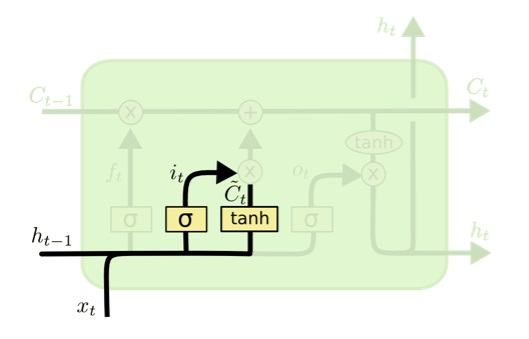 h_t
C_{t-1} × + C_t
tanh
f_t i_t × o_t ×
C̃_t
σ σ tanh σ
h_{t-1} h_t
x_t